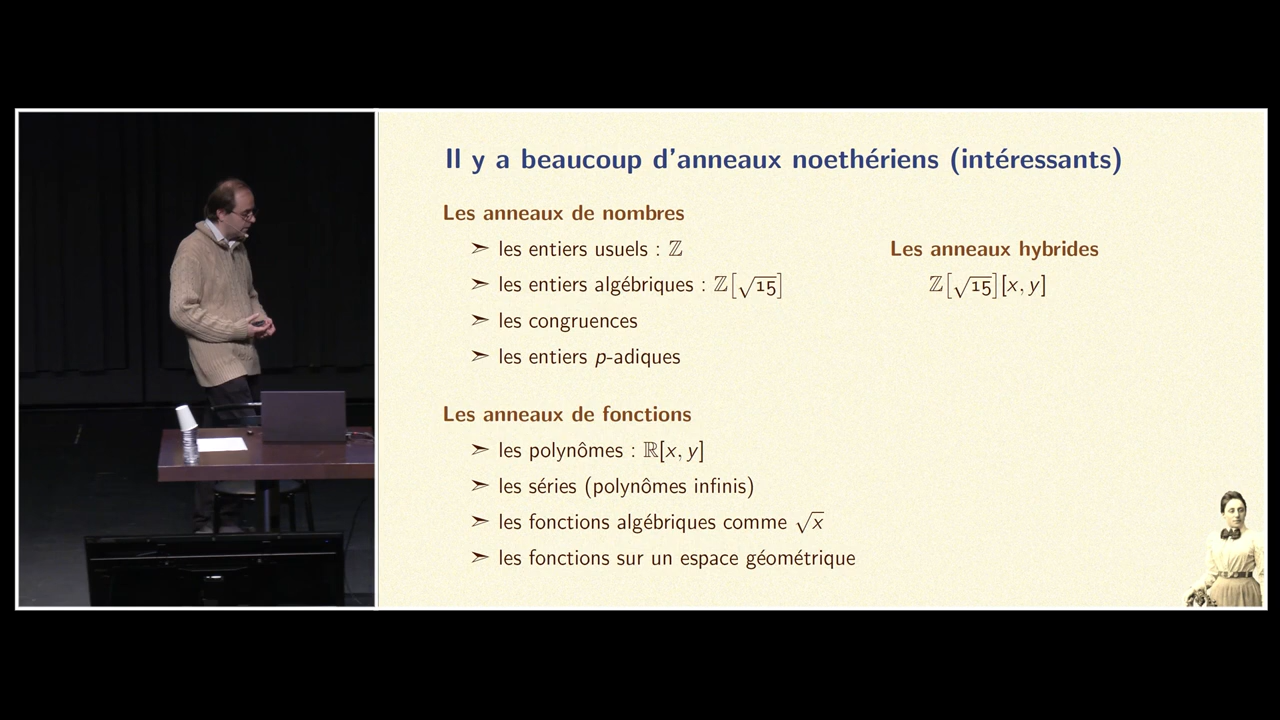 Il y a beaucoup d'anneaux noethériens (intéressants)
Les anneaux de nombres
➣ les entiers usuels : ℤ
➣ les entiers algébriques : ℤ[√15]
➣ les congruences
➣ les entiers p-adiques
Les anneaux hybrides
ℤ[√15][x, y]
Les anneaux de fonctions
➣ les polynômes : ℝ[x, y]
➣ les séries (polynômes infinis)
➣ les fonctions algébriques comme √x
➣ les fonctions sur un espace géométrique